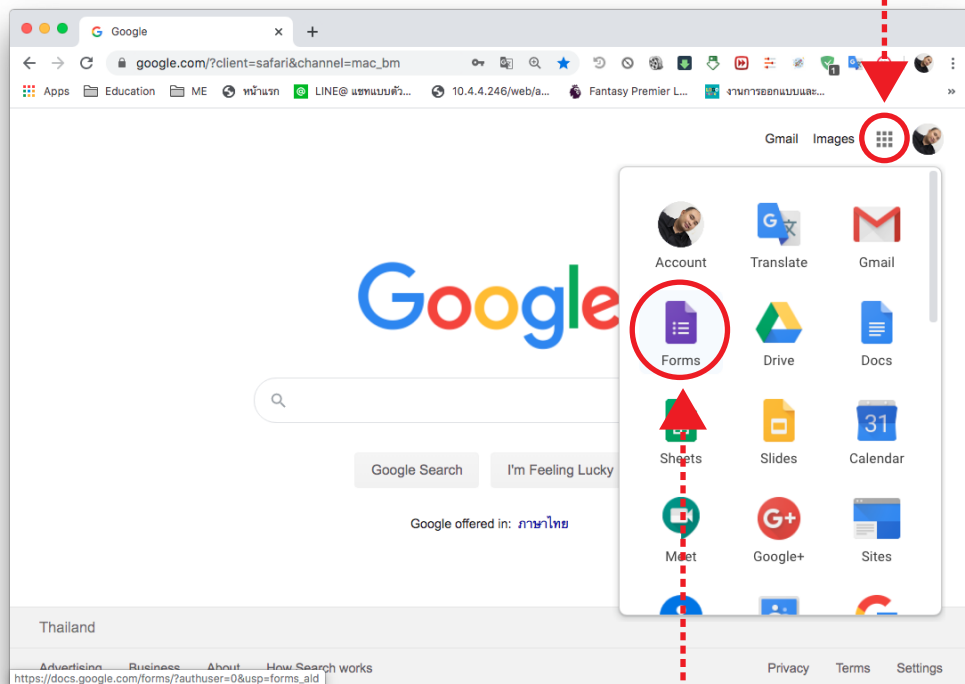 Google
google.com/?client=safari&channel=mac_bm
1
Apps Education ME หน้าแรก LINE@ แชทแบบตัว... 10.4.4.246/web/a... Fantasy Premier L... งานการออกแบบและ...
Gmail Images
Account Translate Gmail
Google
Forms Drive Docs
31
Sheets Slides Calendar
Google Search I'm Feeling Lucky
G+
Google offered in: ภาษาไทย
Meet Google+ Sites
Thailand
Advertising Business About How Search works Privacy Terms Settings
https://docs.google.com/forms/?authuser=0&usp=forms_ald